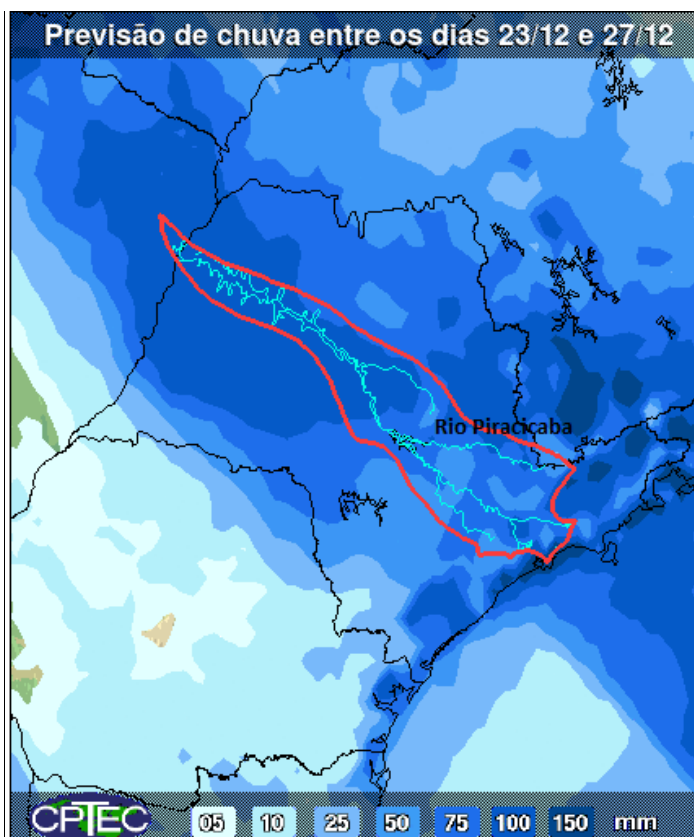 Previsão de chuva entre os dias 23/12 e 27/12
Rio Piracicaba
CPTEC 05 10 25 50 75 100 150 mm